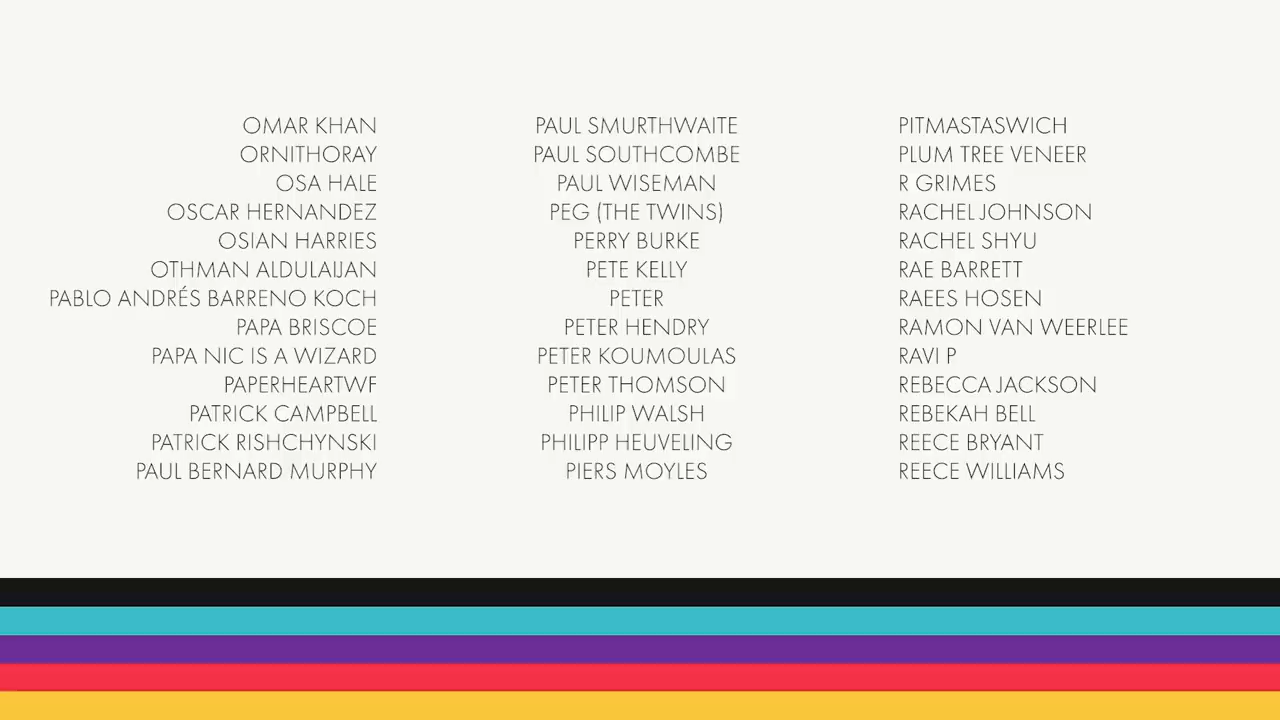 OMAR KHAN
ORNITHORAY
OSA HALE
OSCAR HERNANDEZ
OSIAN HARRIES
OTHMAN ALDULAIJAN
PABLO ANDRÉS BARRENO KOCH
PAPA BRISCOE
PAPA NIC IS A WIZARD
PAPERHEARTWF
PATRICK CAMPBELL
PATRICK RISHCHYNSKI
PAUL BERNARD MURPHY
PAUL SMURTHWAITE
PAUL SOUTHCOMBE
PAUL WISEMAN
PEG (THE TWINS)
PERRY BURKE
PETE KELLY
PETER
PETER HENDRY
PETER KOUMOULAS
PETER THOMSON
PHILIP WALSH
PHILIPP HEUVELING
PIERS MOYLES
PITMASTASWICH
PLUM TREE VENEER
R GRIMES
RACHEL JOHNSON
RACHEL SHYU
RAE BARRETT
RAEES HOSEN
RAMON VAN WEERLEE
RAVI P
REBECCA JACKSON
REBEKAH BELL
REECE BRYANT
REECE WILLIAMS